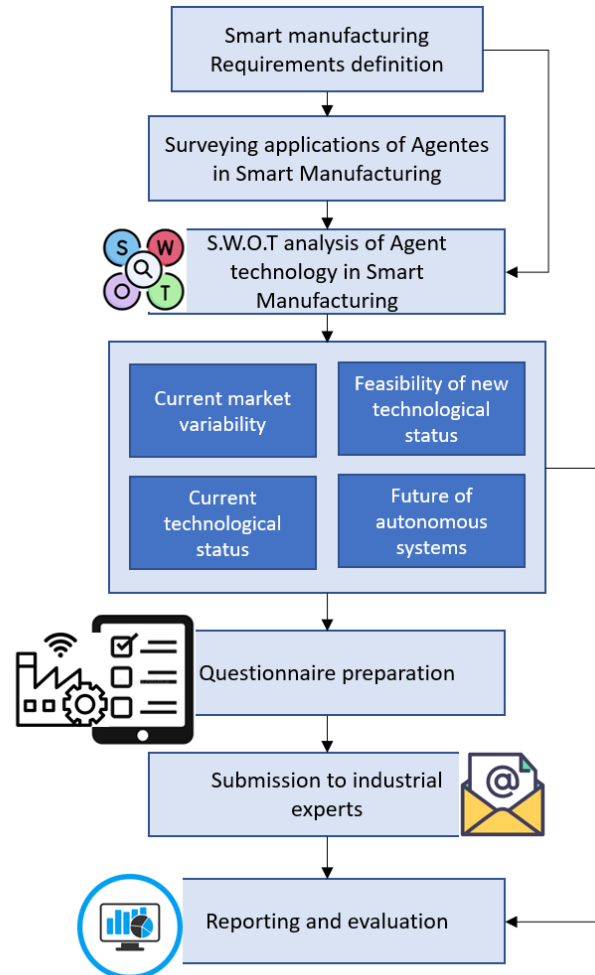 Smart manufacturing
Requirements definition
Surveying applications of Agentes
in Smart Manufacturing
S W
O T
S.W.O.T analysis of Agent
technology in Smart
Manufacturing
Current market
variability
Feasibility of new
technological
status
Current
technological
status
Future of
autonomous
systems
Questionnaire preparation
Submission to industrial
experts
@
Reporting and evaluation